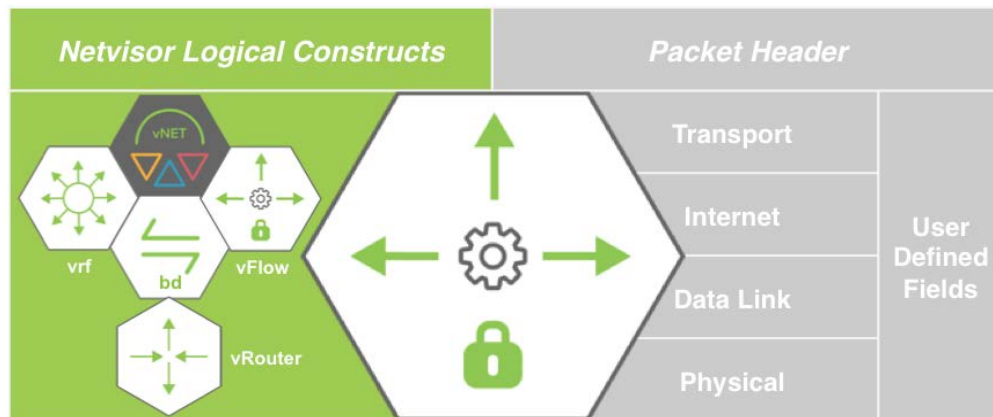 Netvisor Logical Constructs
Packet Header
vNET
vrf
bd
vFlow
vRouter
Transport
Internet
Data Link
Physical
User
Defined
Fields